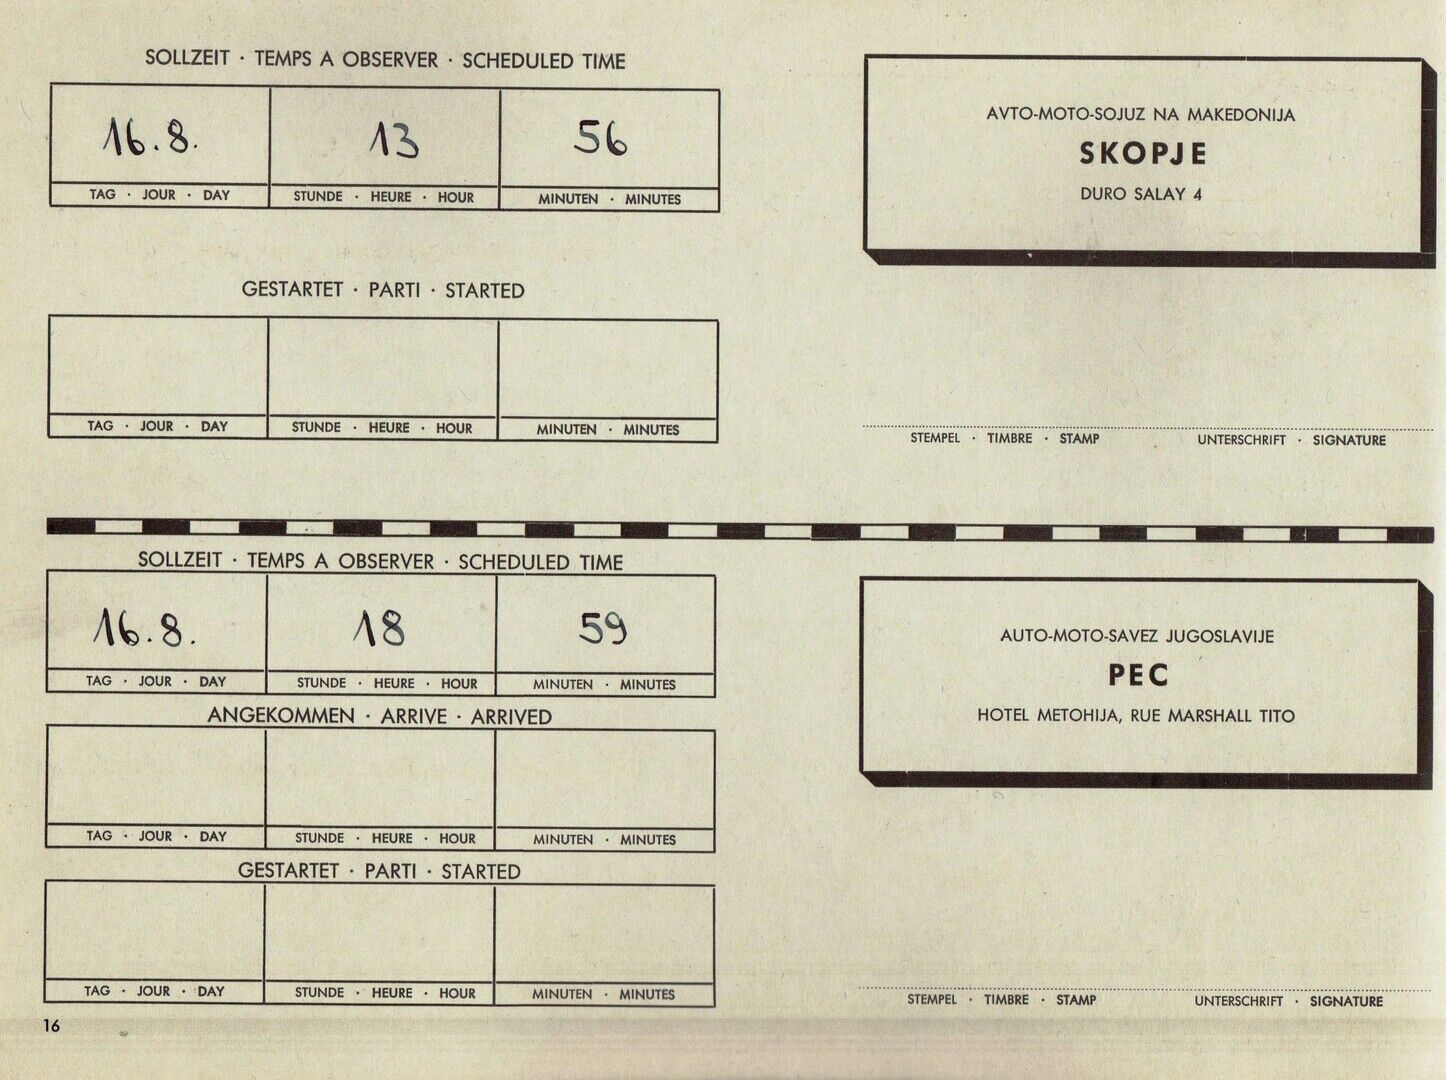 SOLLZEIT · TEMPS A OBSERVER · SCHEDULED TIME
16.8. 13 56
TAG · JOUR · DAY STUNDE · HEURE · HOUR MINUTEN · MINUTES
AVTO-MOTO-SOJUZ NA MAKEDONIJA
SKOPJE
DURO SALAY 4
GESTARTET · PARTI · STARTED
TAG · JOUR · DAY STUNDE · HEURE · HOUR MINUTEN · MINUTES
STEMPEL · TIMBRE · STAMP UNTERSCHRIFT · SIGNATURE
SOLLZEIT · TEMPS A OBSERVER · SCHEDULED TIME
16.8. 18 59
TAG · JOUR · DAY STUNDE · HEURE · HOUR MINUTEN · MINUTES
AUTO-MOTO-SAVEZ JUGOSLAVIJE
PEC
HOTEL METOHIJA, RUE MARSHALL TITO
ANGEKOMMEN · ARRIVE · ARRIVED
TAG · JOUR · DAY STUNDE · HEURE · HOUR MINUTEN · MINUTES
GESTARTET · PARTI · STARTED
TAG · JOUR · DAY STUNDE · HEURE · HOUR MINUTEN · MINUTES
STEMPEL · TIMBRE · STAMP UNTERSCHRIFT · SIGNATURE
16